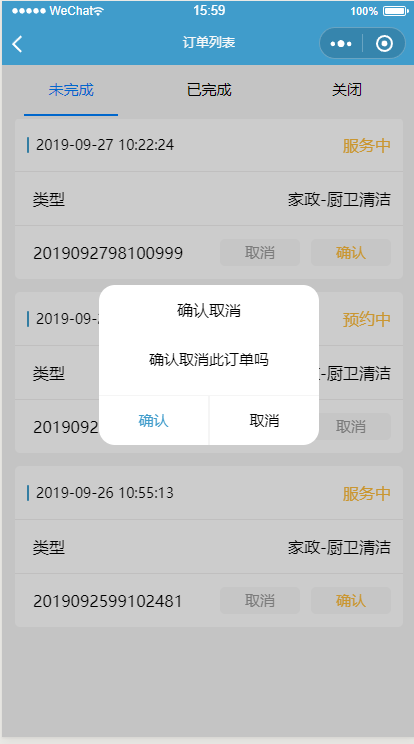 WeChat 15:59 100%
订单列表
未完成 已完成 关闭
2019-09-27 10:22:24 服务中
类型 家政-厨卫清洁
2019092798100999 取消 确认
确认取消
2019-09- 预约中
确认取消此订单吗
类型 -厨卫清洁
确认 取消
201909 取消
2019-09-26 10:55:13 服务中
类型 家政-厨卫清洁
2019092599102481 取消 确认